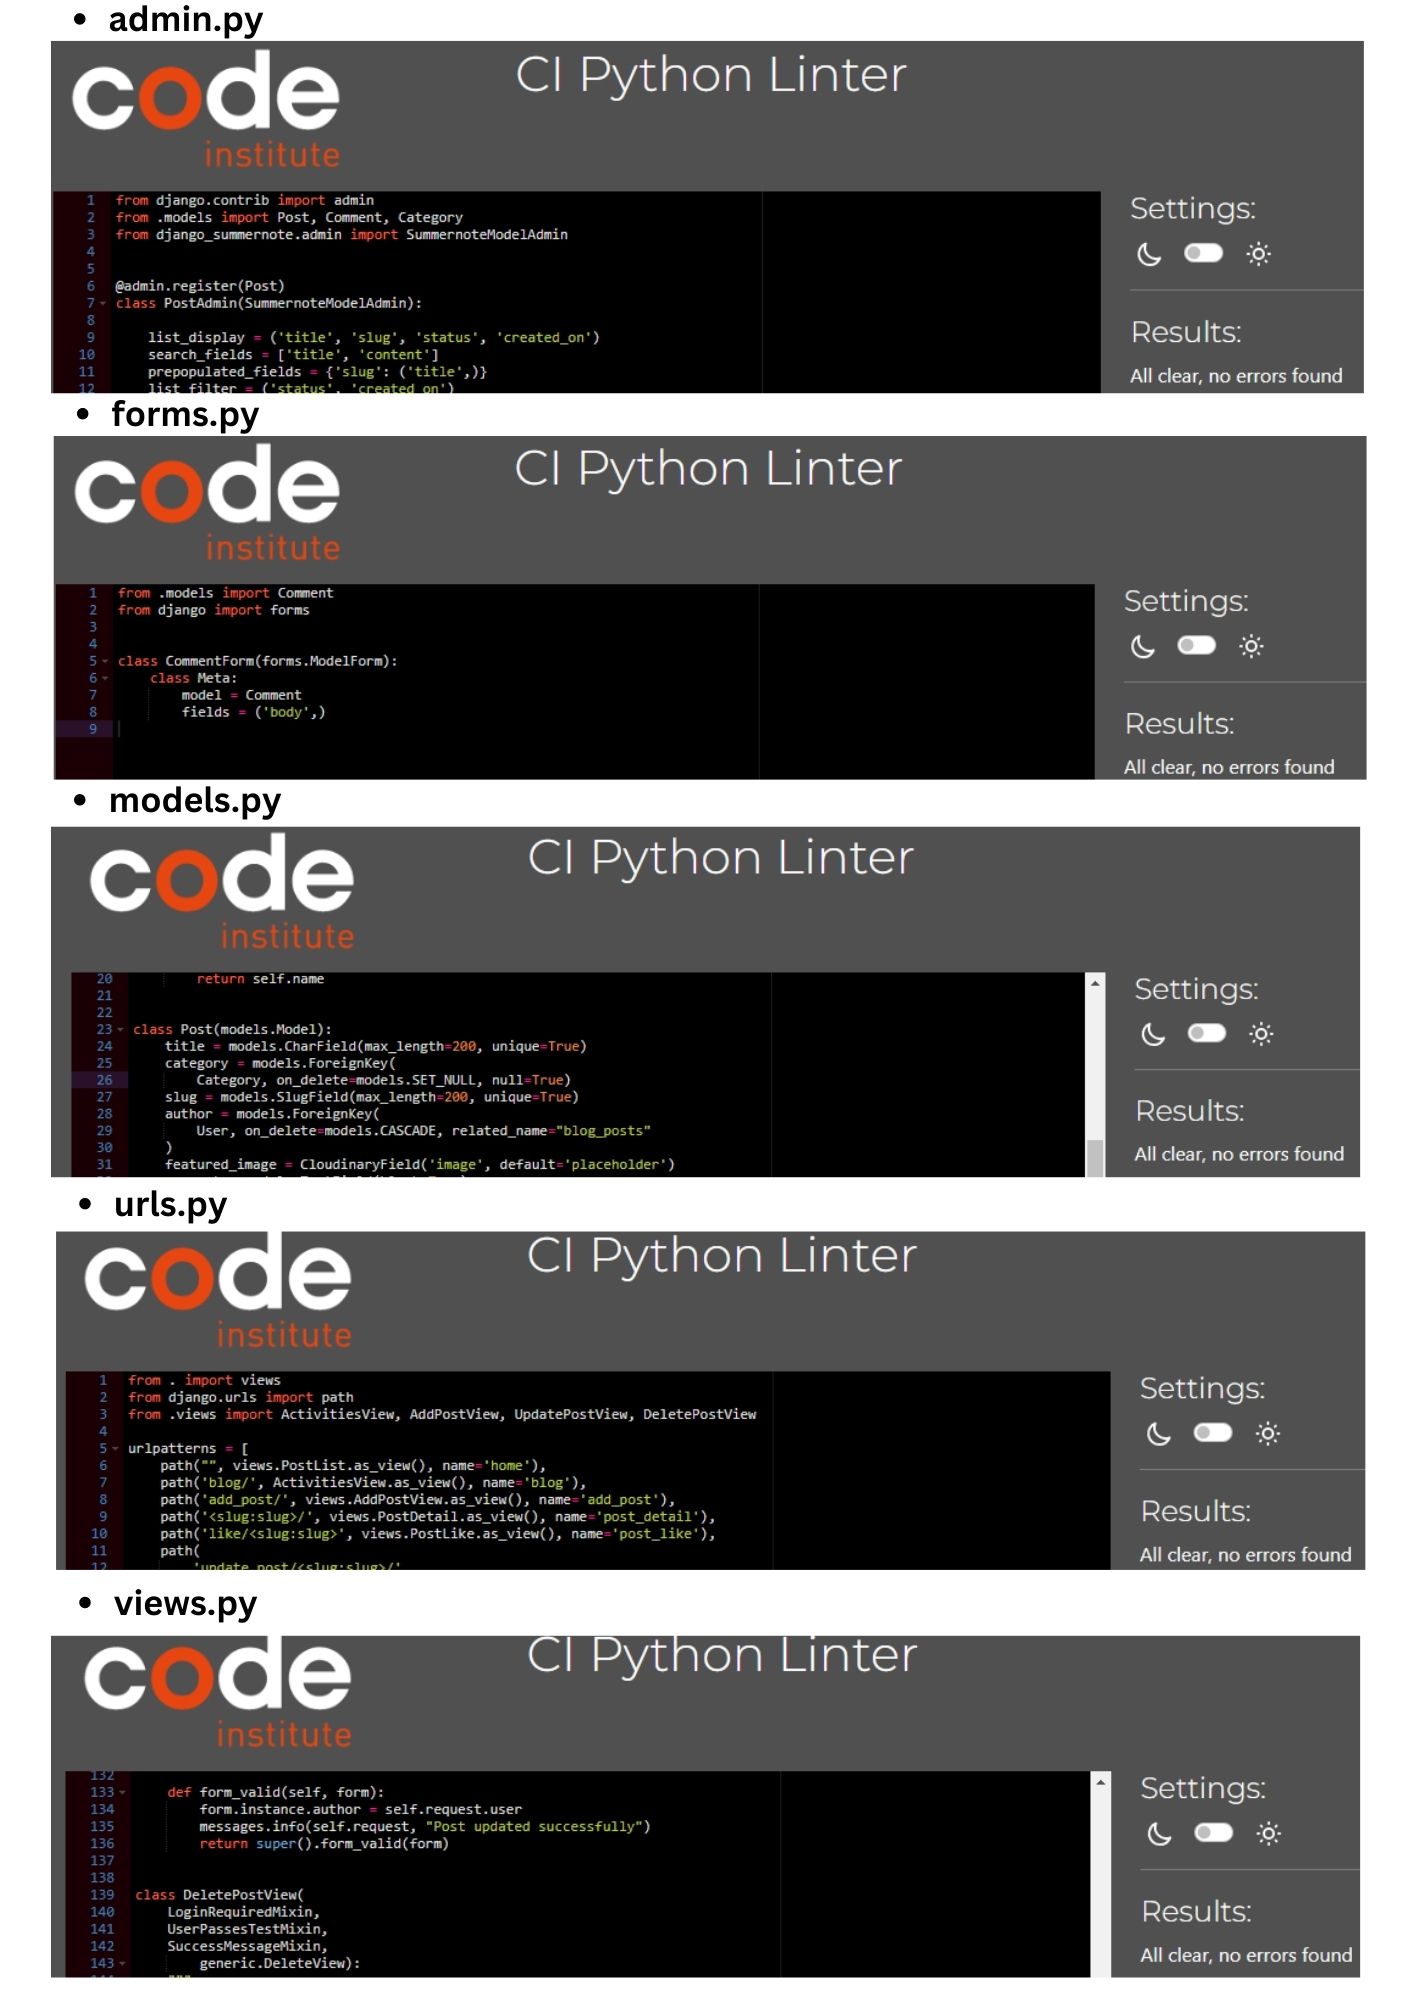 • admin.py
code
institute
CI Python Linter
1 from django.contrib import admin
2 from .models import Post, Comment, Category
3 from django_summernote.admin import SummernoteModelAdmin
4
5
6 @admin.register(Post)
7 class PostAdmin(SummernoteModelAdmin):
8
9 list_display = ('title', 'slug', 'status', 'created_on')
10 search_fields = ['title', 'content']
11 prepopulated_fields = {'slug': ('title',)}
12 list_filter = ('status', 'created_on')
Settings:
Results:
All clear, no errors found
• forms.py
code
institute
CI Python Linter
1 from .models import Comment
2 from django import forms
3
4
5 class CommentForm(forms.ModelForm):
6 class Meta:
7 model = Comment
8 fields = ('body',)
9
Settings:
Results:
All clear, no errors found
• models.py
code
institute
CI Python Linter
20 return self.name
21
22
23 class Post(models.Model):
24 title = models.CharField(max_length=200, unique=True)
25 category = models.ForeignKey(
26 Category, on_delete=models.SET_NULL, null=True)
27 slug = models.SlugField(max_length=200, unique=True)
28 author = models.ForeignKey(
29 User, on_delete=models.CASCADE, related_name="blog_posts"
30 )
31 featured_image = CloudinaryField('image', default='placeholder')
Settings:
Results:
All clear, no errors found
• urls.py
code
institute
CI Python Linter
1 from . import views
2 from django.urls import path
3 from .views import ActivitiesView, AddPostView, UpdatePostView, DeletePostView
4
5 urlpatterns = [
6 path("", views.PostList.as_view(), name='home'),
7 path('blog/', ActivitiesView.as_view(), name='blog'),
8 path('add_post/', views.AddPostView.as_view(), name='add_post'),
9 path('<slug:slug>/', views.PostDetail.as_view(), name='post_detail'),
10 path('like/<slug:slug>', views.PostLike.as_view(), name='post_like'),
11 path(
12 'update_post/<slug:slug>/'
Settings:
Results:
All clear, no errors found
• views.py
code
institute
CI Python Linter
132
133 def form_valid(self, form):
134 form.instance.author = self.request.user
135 messages.info(self.request, "Post updated successfully")
136 return super().form_valid(form)
137
138
139 class DeletePostView(
140 LoginRequiredMixin,
141 UserPassesTestMixin,
142 SuccessMessageMixin,
143 generic.DeleteView):
Settings:
Results:
All clear, no errors found